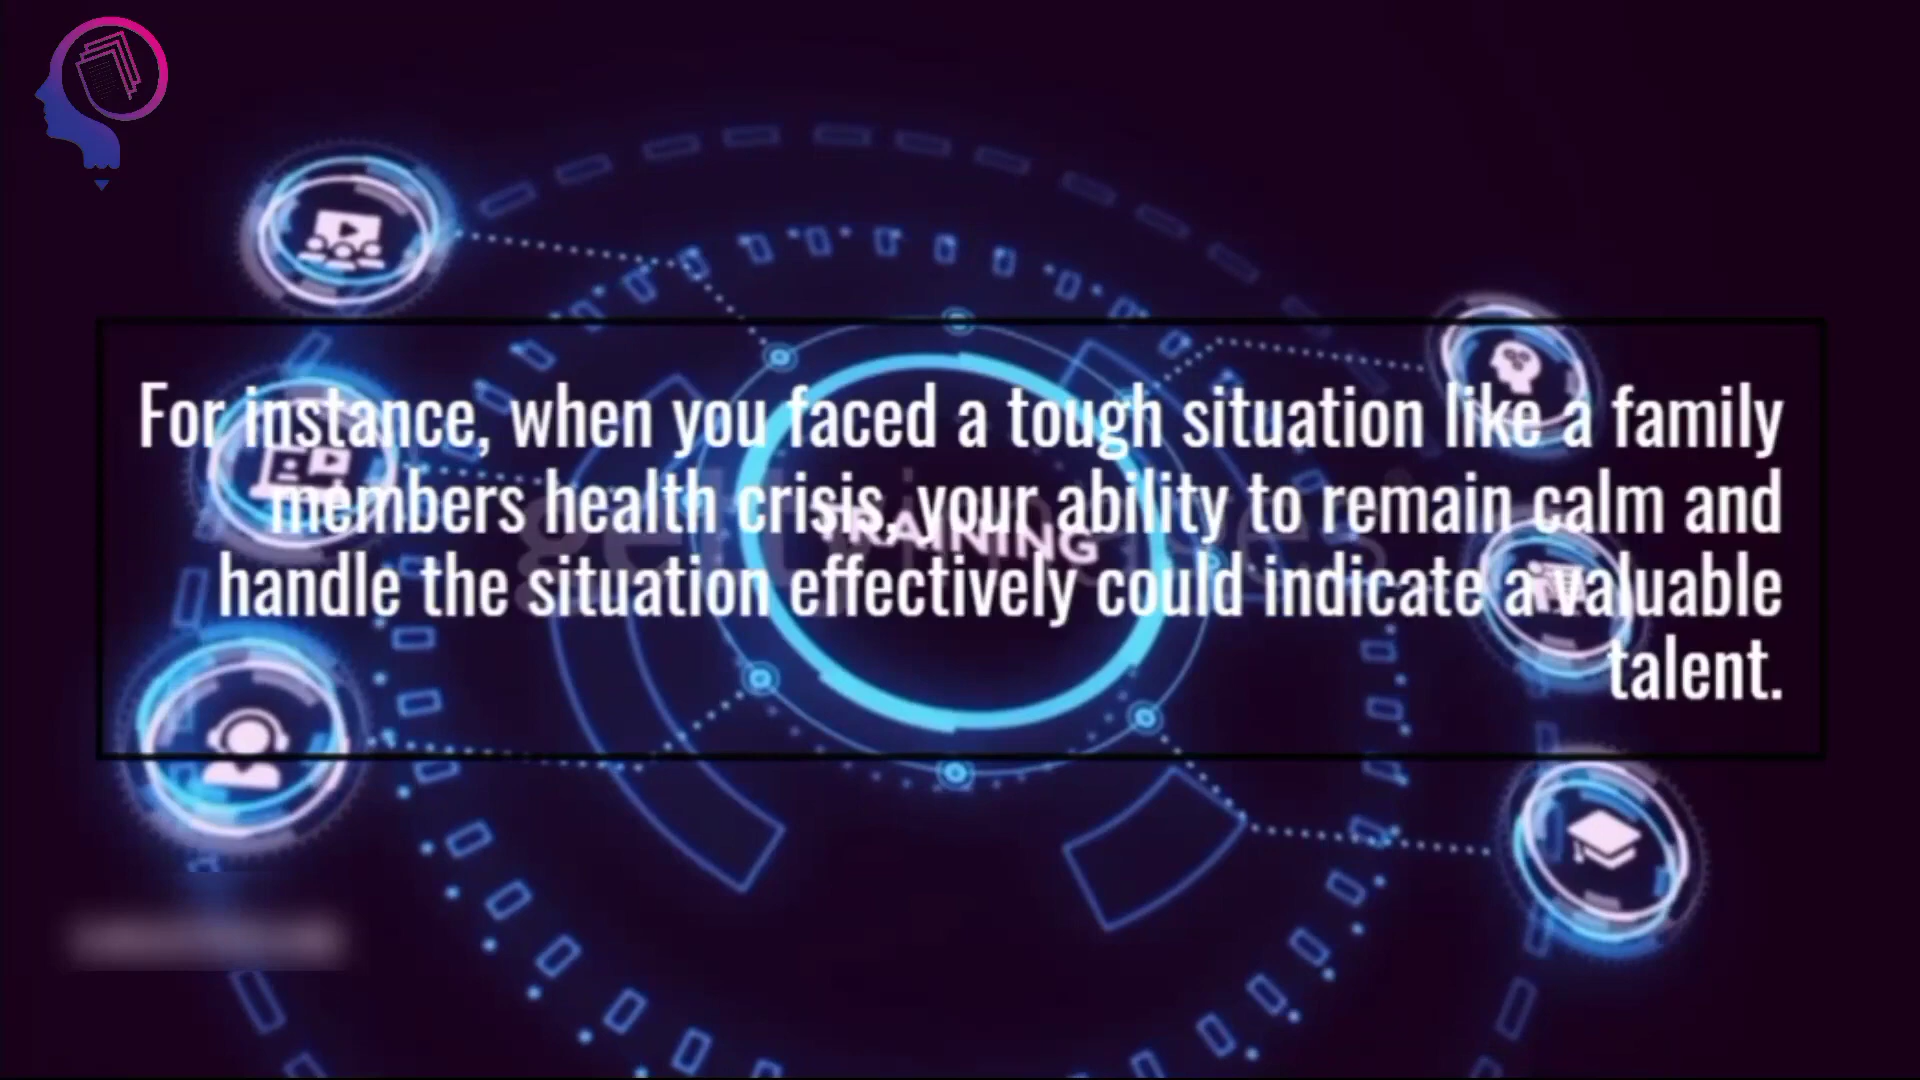 For instance, when you faced a tough situation like a family
members health crisis, your ability to remain calm and
handle the situation effectively could indicate a valuable
talent.
TRAINING